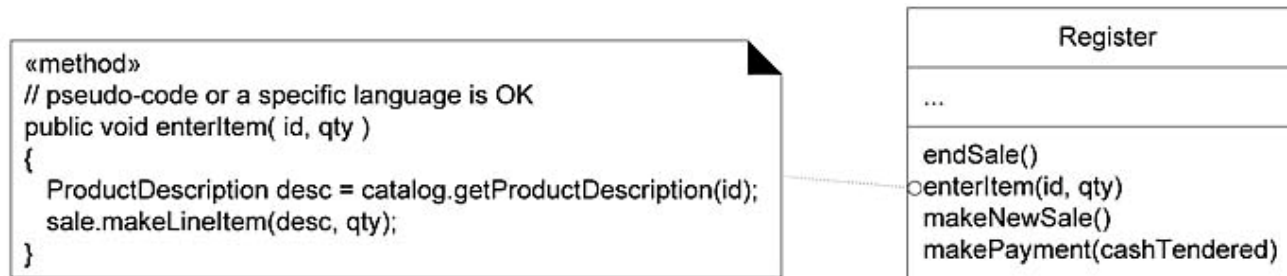 «method»
// pseudo-code or a specific language is OK
public void enterItem( id, qty )
{
ProductDescription desc = catalog.getProductDescription(id);
sale.makeLineItem(desc, qty);
}
Register
...
endSale()
enterItem(id, qty)
makeNewSale()
makePayment(cashTendered)